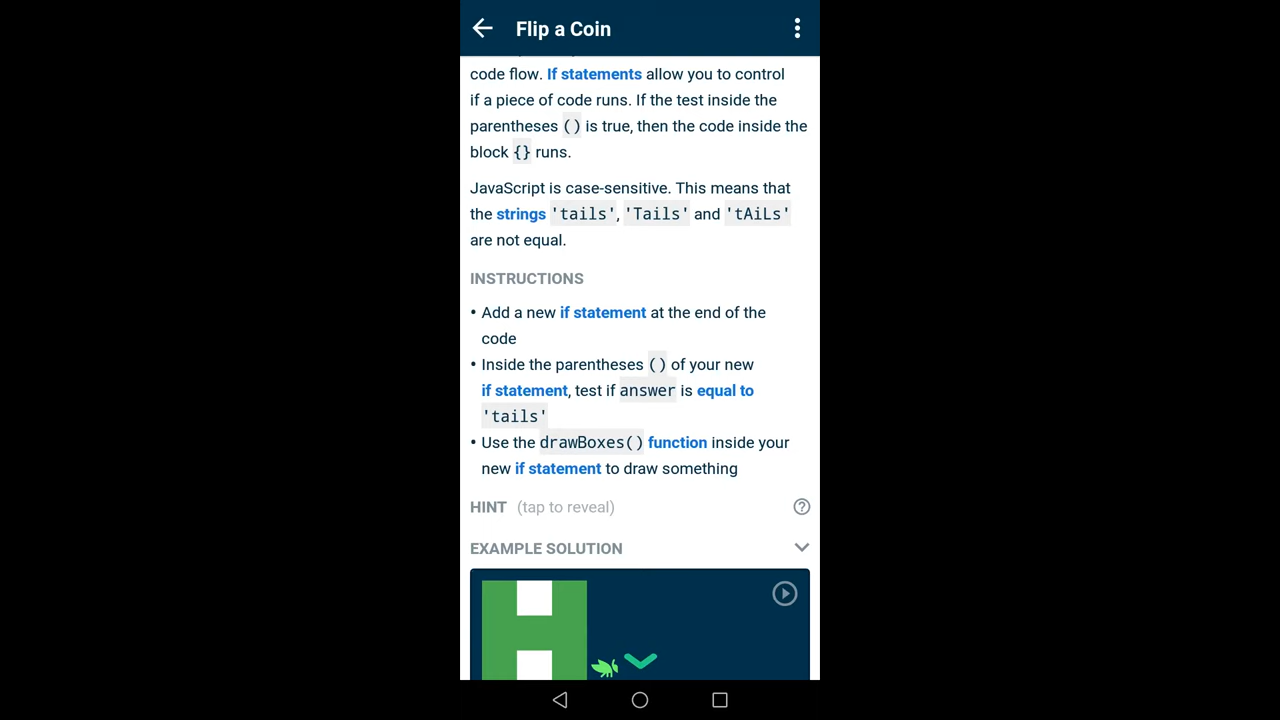 Flip a Coin
code flow. If statements allow you to control
if a piece of code runs. If the test inside the
parentheses () is true, then the code inside the
block {} runs.
JavaScript is case-sensitive. This means that
the strings 'tails', 'Tails' and 'tAiLs'
are not equal.
INSTRUCTIONS
• Add a new if statement at the end of the
code
• Inside the parentheses () of your new
if statement, test if answer is equal to
'tails'
• Use the drawBoxes() function inside your
new if statement to draw something
HINT (tap to reveal)
EXAMPLE SOLUTION